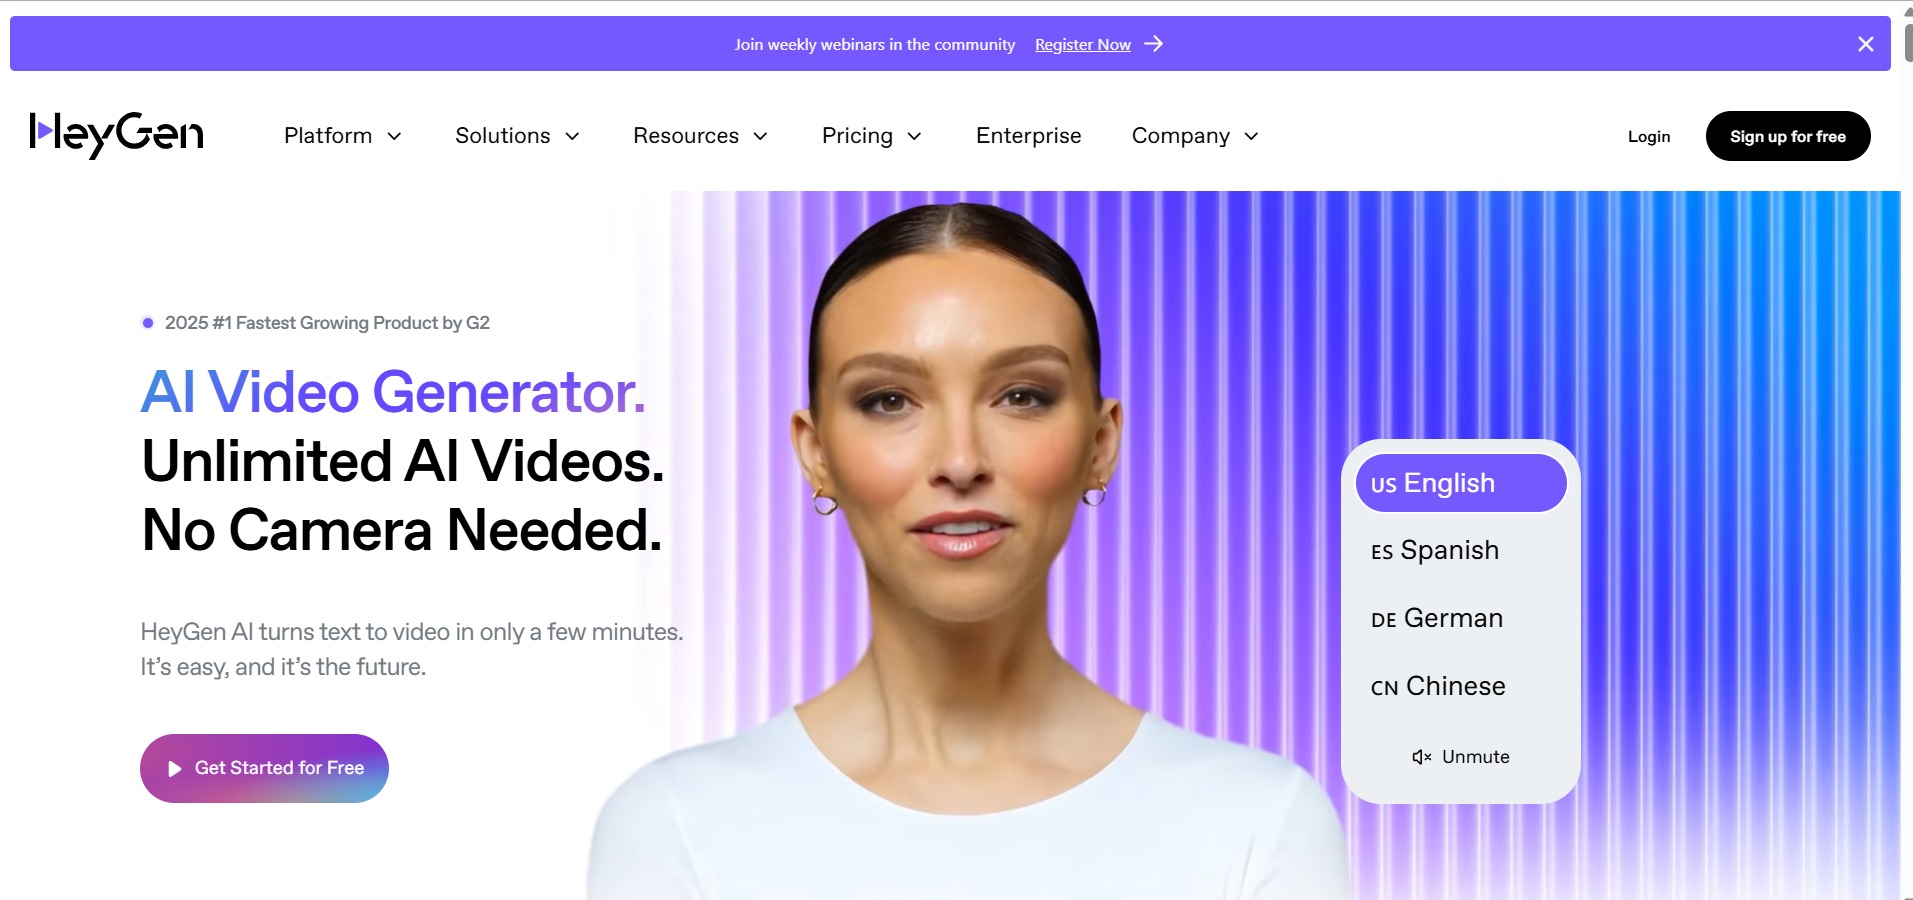 Join weekly webinars in the community Register Now
HeyGen
Platform Solutions Resources Pricing Enterprise Company Login Sign up for free
2025 #1 Fastest Growing Product by G2
AI Video Generator.
Unlimited AI Videos.
No Camera Needed.
HeyGen AI turns text to video in only a few minutes.
It’s easy, and it’s the future.
Get Started for Free
US English
ES Spanish
DE German
CN Chinese
Unmute